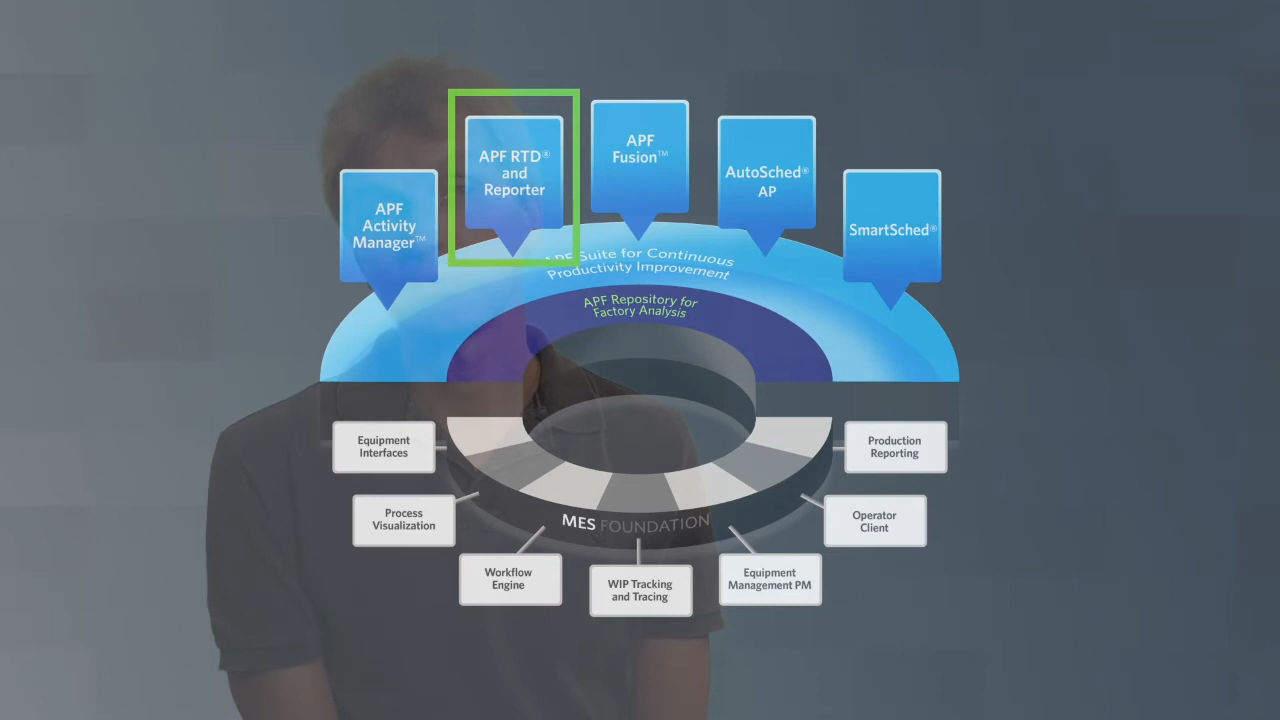 APF
Fusion™
APF RTD®
and
Reporter
AutoSched®
AP
APF
Activity
Manager™
SmartSched®
APF Suite for Continuous
Productivity Improvement
APF Repository for
Factory Analysis
Equipment
Interfaces
Production
Reporting
Process
Visualization
Operator
Client
MES FOUNDATION
Workflow
Engine
WIP Tracking
and Tracing
Equipment
Management PM